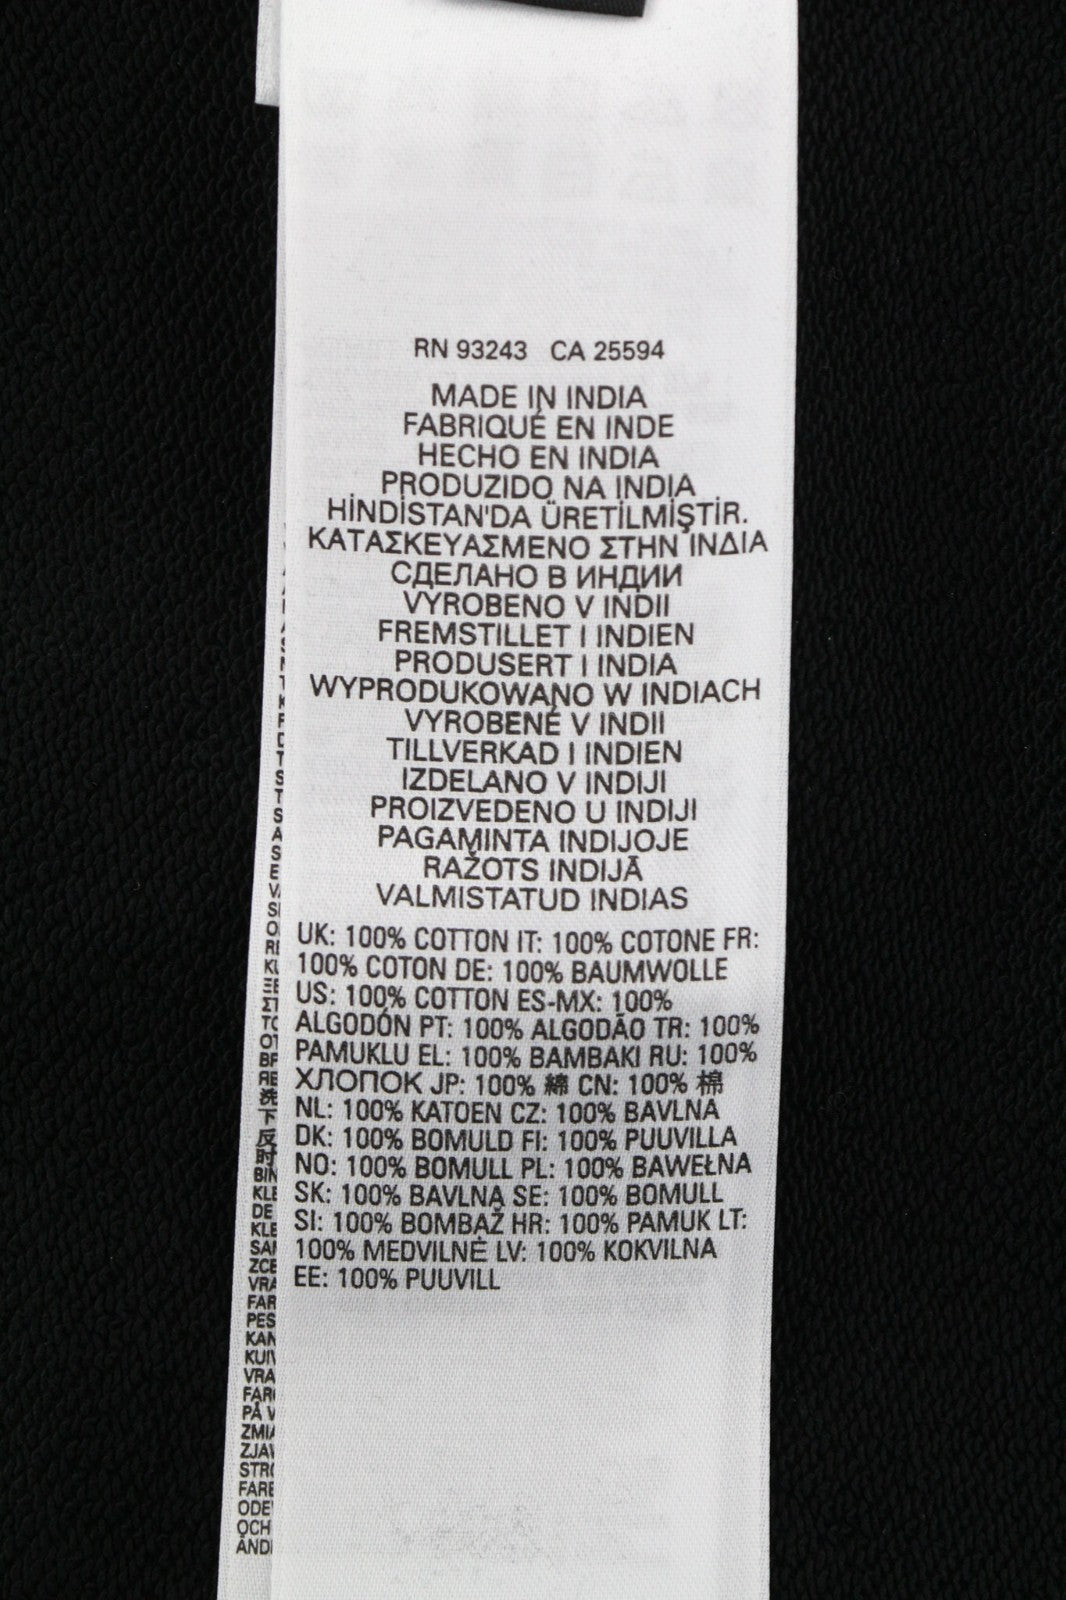 RN 93243 CA 25594
MADE IN INDIA
FABRIQUÉ EN INDE
HECHO EN INDIA
PRODUZIDO NA INDIA
HİNDİSTAN'DA ÜRETİLMİŞTİR.
ΚΑΤΑΣΚΕΥΑΣΜΕΝΟ ΣΤΗΝ ΙΝΔΙΑ
СДЕЛАНО В ИНДИИ
VYROBENO V INDII
FREMSTILLET I INDIEN
PRODUSERT I INDIA
WYPRODUKOWANO W INDIACH
VYROBENÉ V INDII
TILLVERKAD I INDIEN
IZDELANO V INDIJI
PROIZVEDENO U INDIJI
PAGAMINTA INDIJOJE
RAŽOTS INDIJĀ
VALMISTATUD INDIAS
UK: 100% COTTON IT: 100% COTONE FR:
100% COTON DE: 100% BAUMWOLLE
US: 100% COTTON ES-MX: 100%
ALGODÓN PT: 100% ALGODÃO TR: 100%
PAMUKLU EL: 100% ΒΑΜΒΑΚΙ RU: 100%
ХЛОПОК JP: 100% 綿 CN: 100% 棉
NL: 100% KATOEN CZ: 100% BAVLNA
DK: 100% BOMULD FI: 100% PUUVILLA
NO: 100% BOMULL PL: 100% BAWEŁNA
SK: 100% BAVLNA SE: 100% BOMULL
SI: 100% BOMBAŽ HR: 100% PAMUK LT:
100% MEDVILNĖ LV: 100% KOKVILNA
EE: 100% PUUVILL